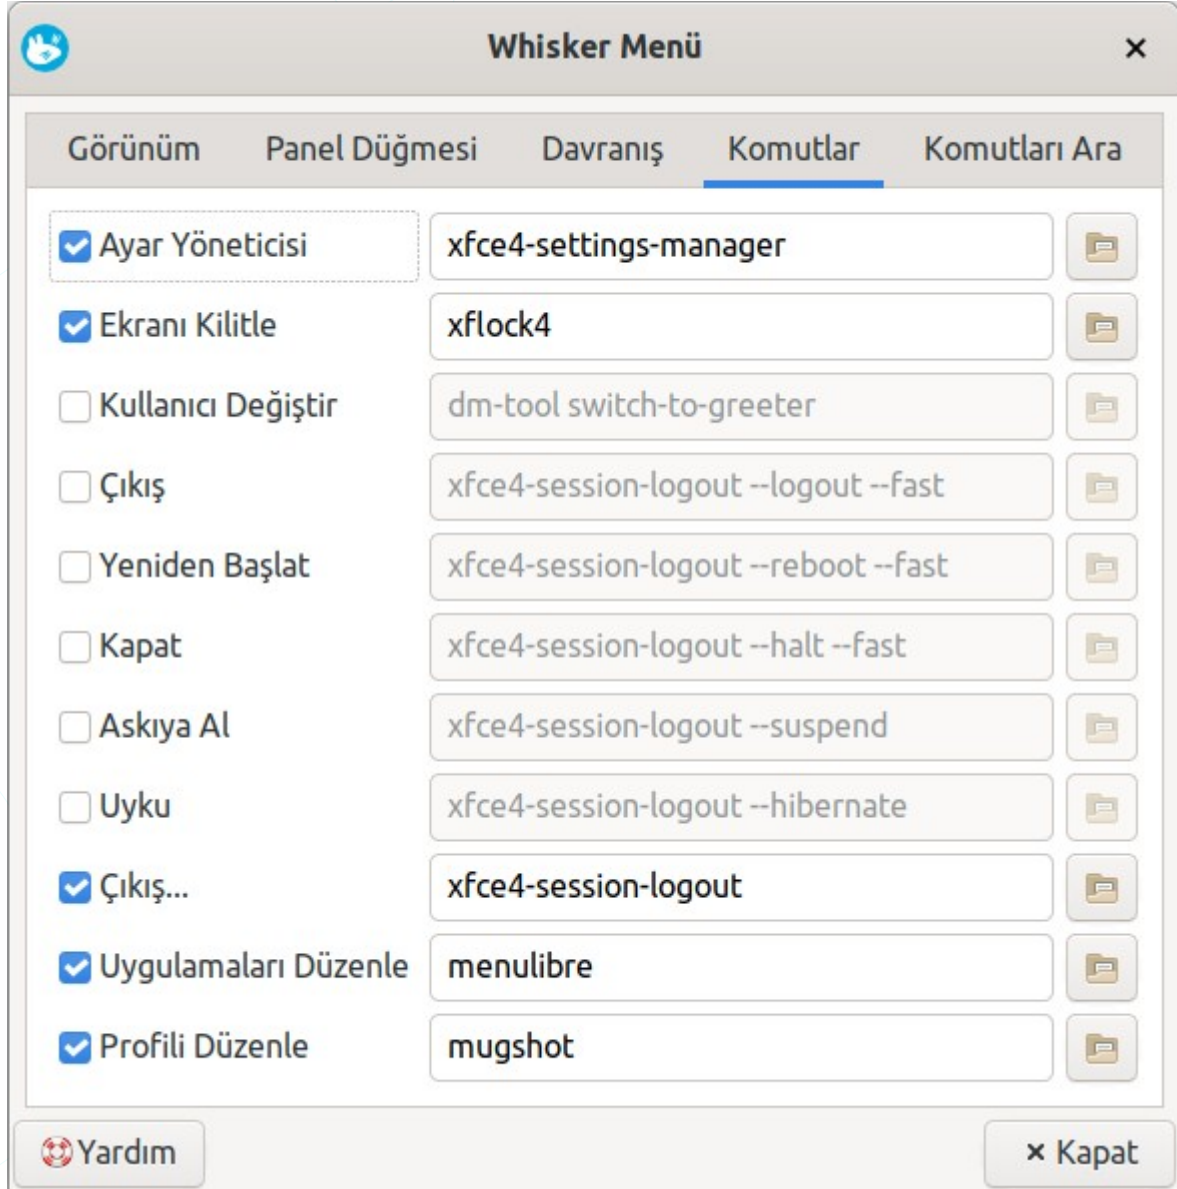 Whisker Menü
Görünüm Panel Düğmesi Davranış Komutlar Komutları Ara
Ayar Yöneticisi xfce4-settings-manager
Ekranı Kilitle xflock4
Kullanıcı Değiştir dm-tool switch-to-greeter
Çıkış xfce4-session-logout --logout --fast
Yeniden Başlat xfce4-session-logout --reboot --fast
Kapat xfce4-session-logout --halt --fast
Askıya Al xfce4-session-logout --suspend
Uyku xfce4-session-logout --hibernate
Çıkış... xfce4-session-logout
Uygulamaları Düzenle menulibre
Profili Düzenle mugshot
Yardım Kapat